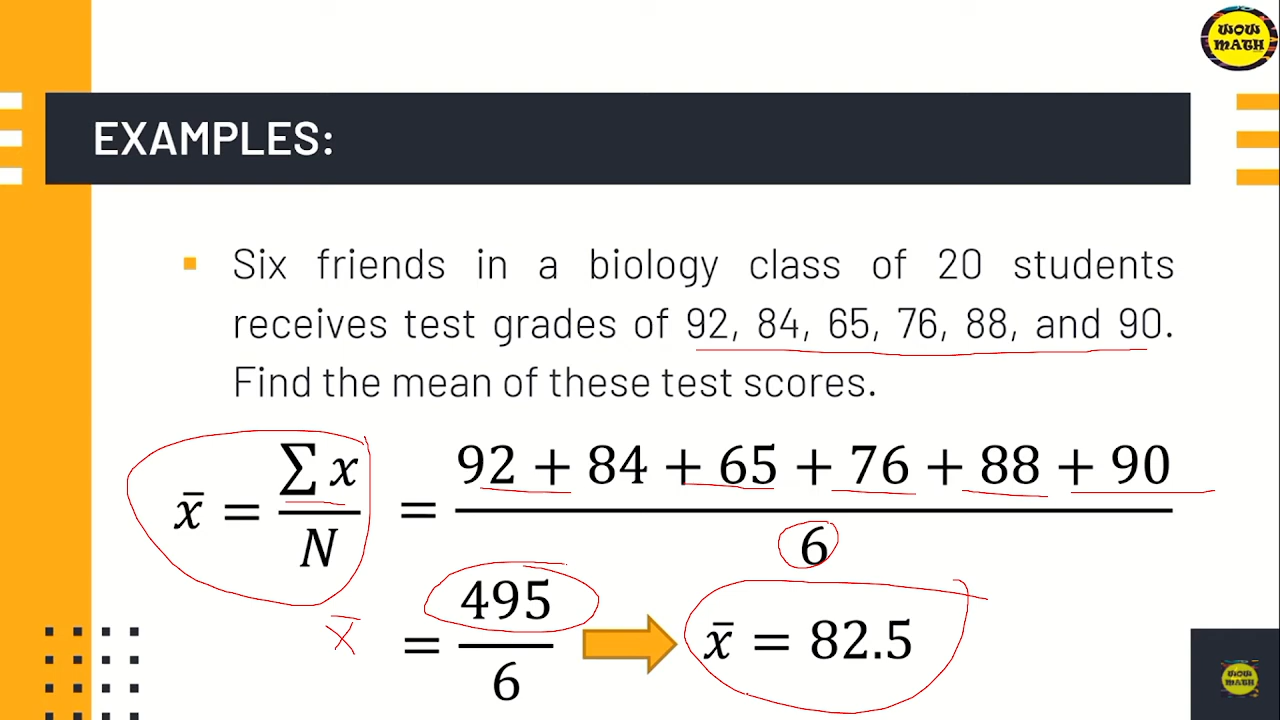 WOW
MATH
EXAMPLES:
Six friends in a biology class of 20 students
receives test grades of 92, 84, 65, 76, 88, and 90.
Find the mean of these test scores.
x̄ = ∑x / N = 92 + 84 + 65 + 76 + 88 + 90 / 6
x̄
= 495 / 6 x̄ = 82.5
WOW
MATH